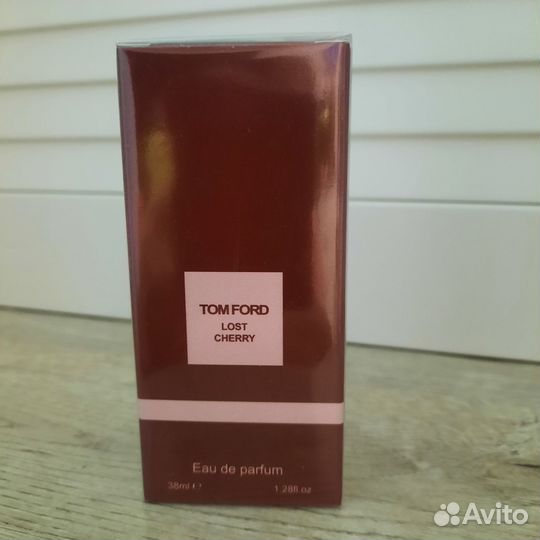 TOM FORD
LOST
CHERRY
Eau de parfum
38ml ℮ 1.28fl.oz
Avito